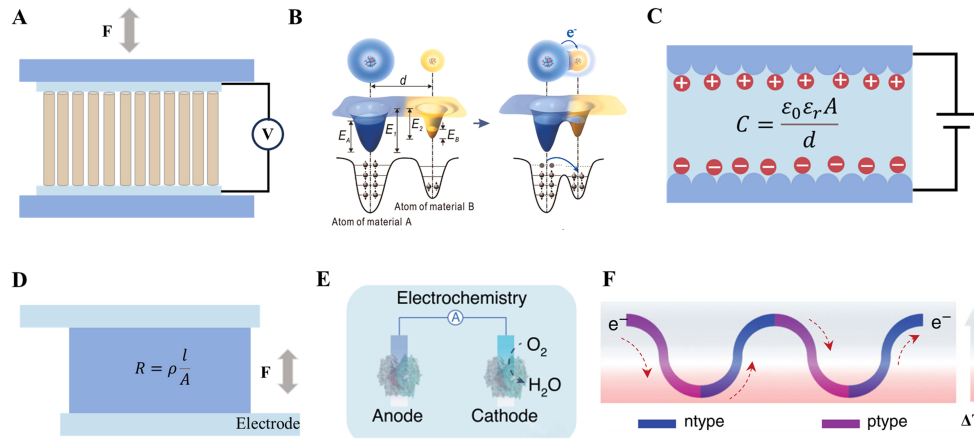 A
F
V
B
e⁻
d
E_A
E_1
E_2
E_B
Atom of material B
Atom of material A
C
+ + + + + + +
C = ε₀ε_rA / d
− − − − − − −
D
R = ρ l/A
F
Electrode
E
Electrochemistry
A
O₂
H₂O
Anode
Cathode
F
e⁻
e⁻
ntype
ptype